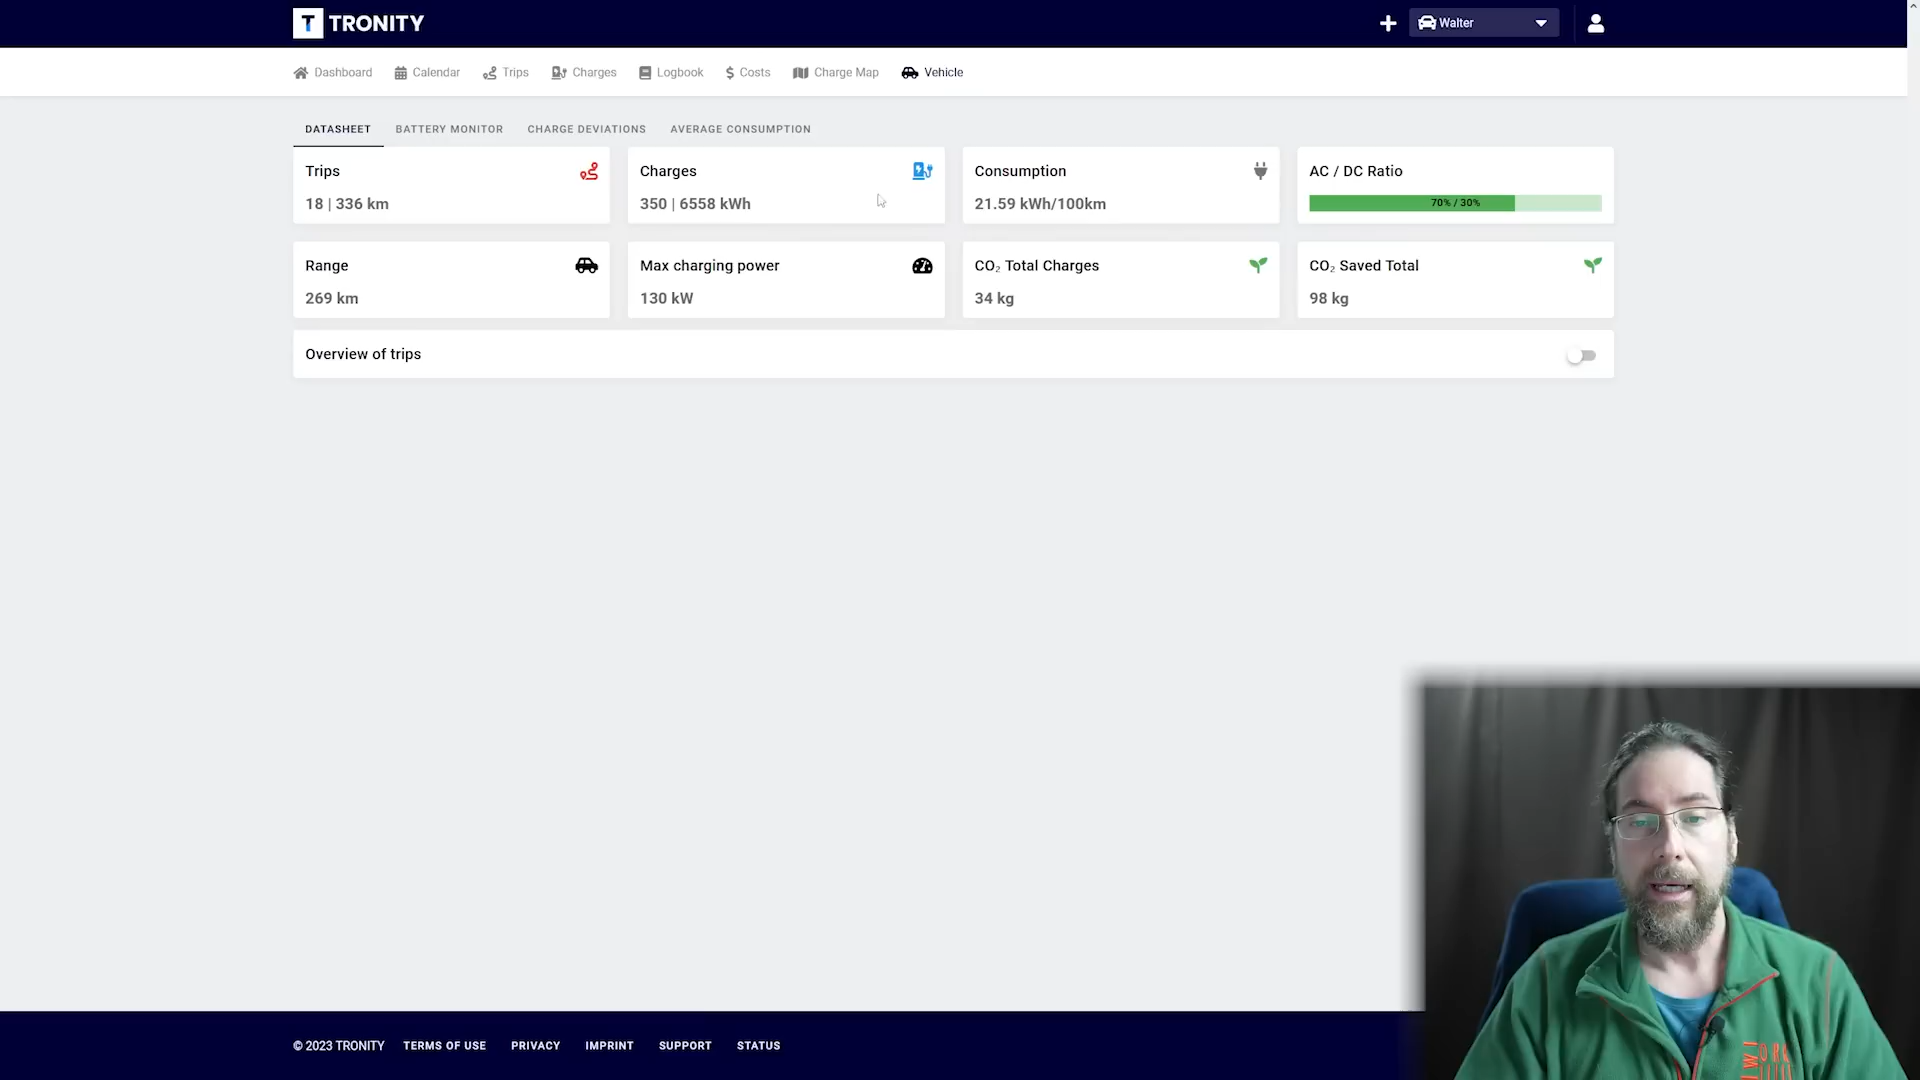 T TRONITY
Walter
Dashboard Calendar Trips Charges Logbook Costs Charge Map Vehicle
DATASHEET BATTERY MONITOR CHARGE DEVIATIONS AVERAGE CONSUMPTION
Trips
18 | 336 km
Charges
350 | 6558 kWh
Consumption
21.59 kWh/100km
AC / DC Ratio
70% / 30%
Range
269 km
Max charging power
130 kW
CO₂ Total Charges
34 kg
CO₂ Saved Total
98 kg
Overview of trips
© 2023 TRONITY TERMS OF USE PRIVACY IMPRINT SUPPORT STATUS